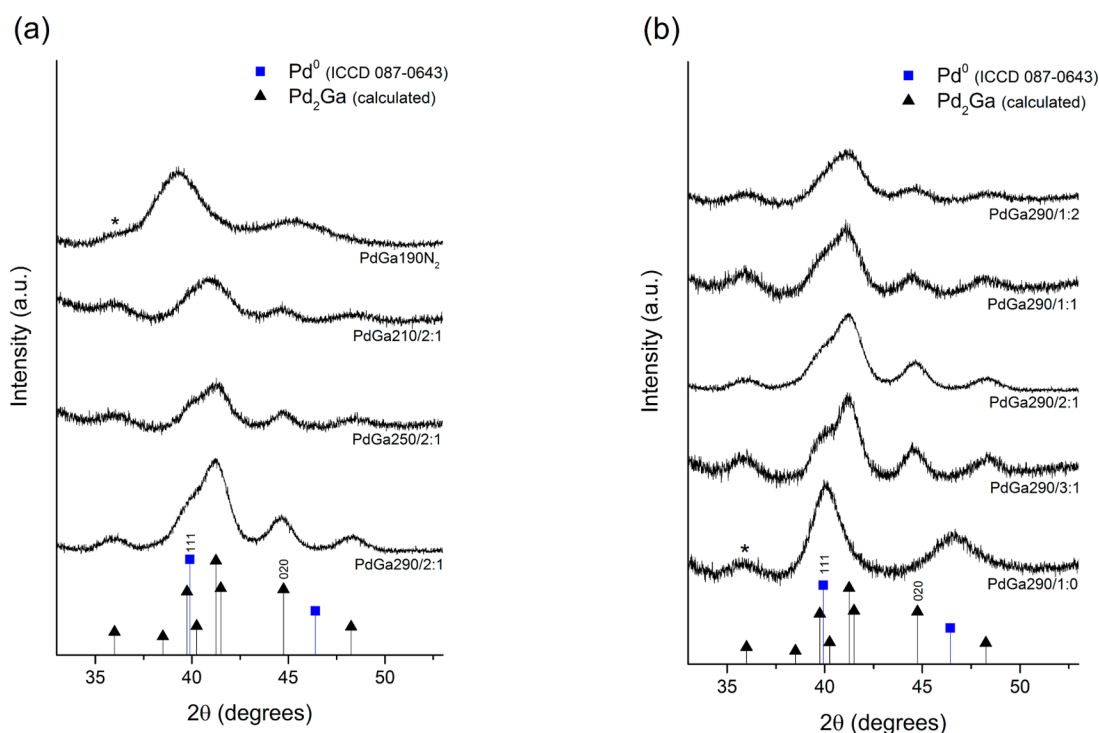 (a)
Pd⁰ (ICCD 087-0643)
Pd₂Ga (calculated)
*
PdGa190N₂
PdGa210/2:1
PdGa250/2:1
PdGa290/2:1
111
020
Intensity (a.u.)
35 40 45 50
2θ (degrees)
(b)
Pd⁰ (ICCD 087-0643)
Pd₂Ga (calculated)
PdGa290/1:2
PdGa290/1:1
PdGa290/2:1
PdGa290/3:1
*
PdGa290/1:0
111
020
Intensity (a.u.)
35 40 45 50
2θ (degrees)